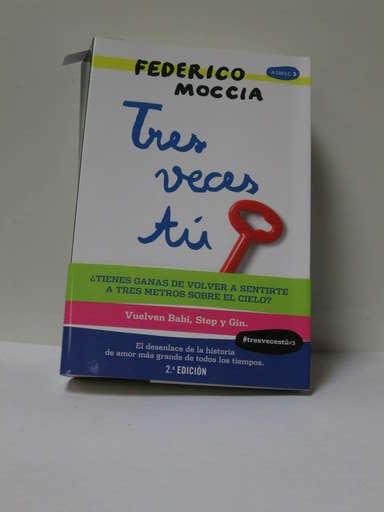 FEDERICO
MOCCIA
Tres
veces
tú
¿TIENES GANAS DE VOLVER A SENTIRTE
A TRES METROS SOBRE EL CIELO?
Vuelven Babi, Step y Gin.
#tresvecestú
El desenlace de la historia
de amor más grande de todos los tiempos.
2.ª EDICIÓN